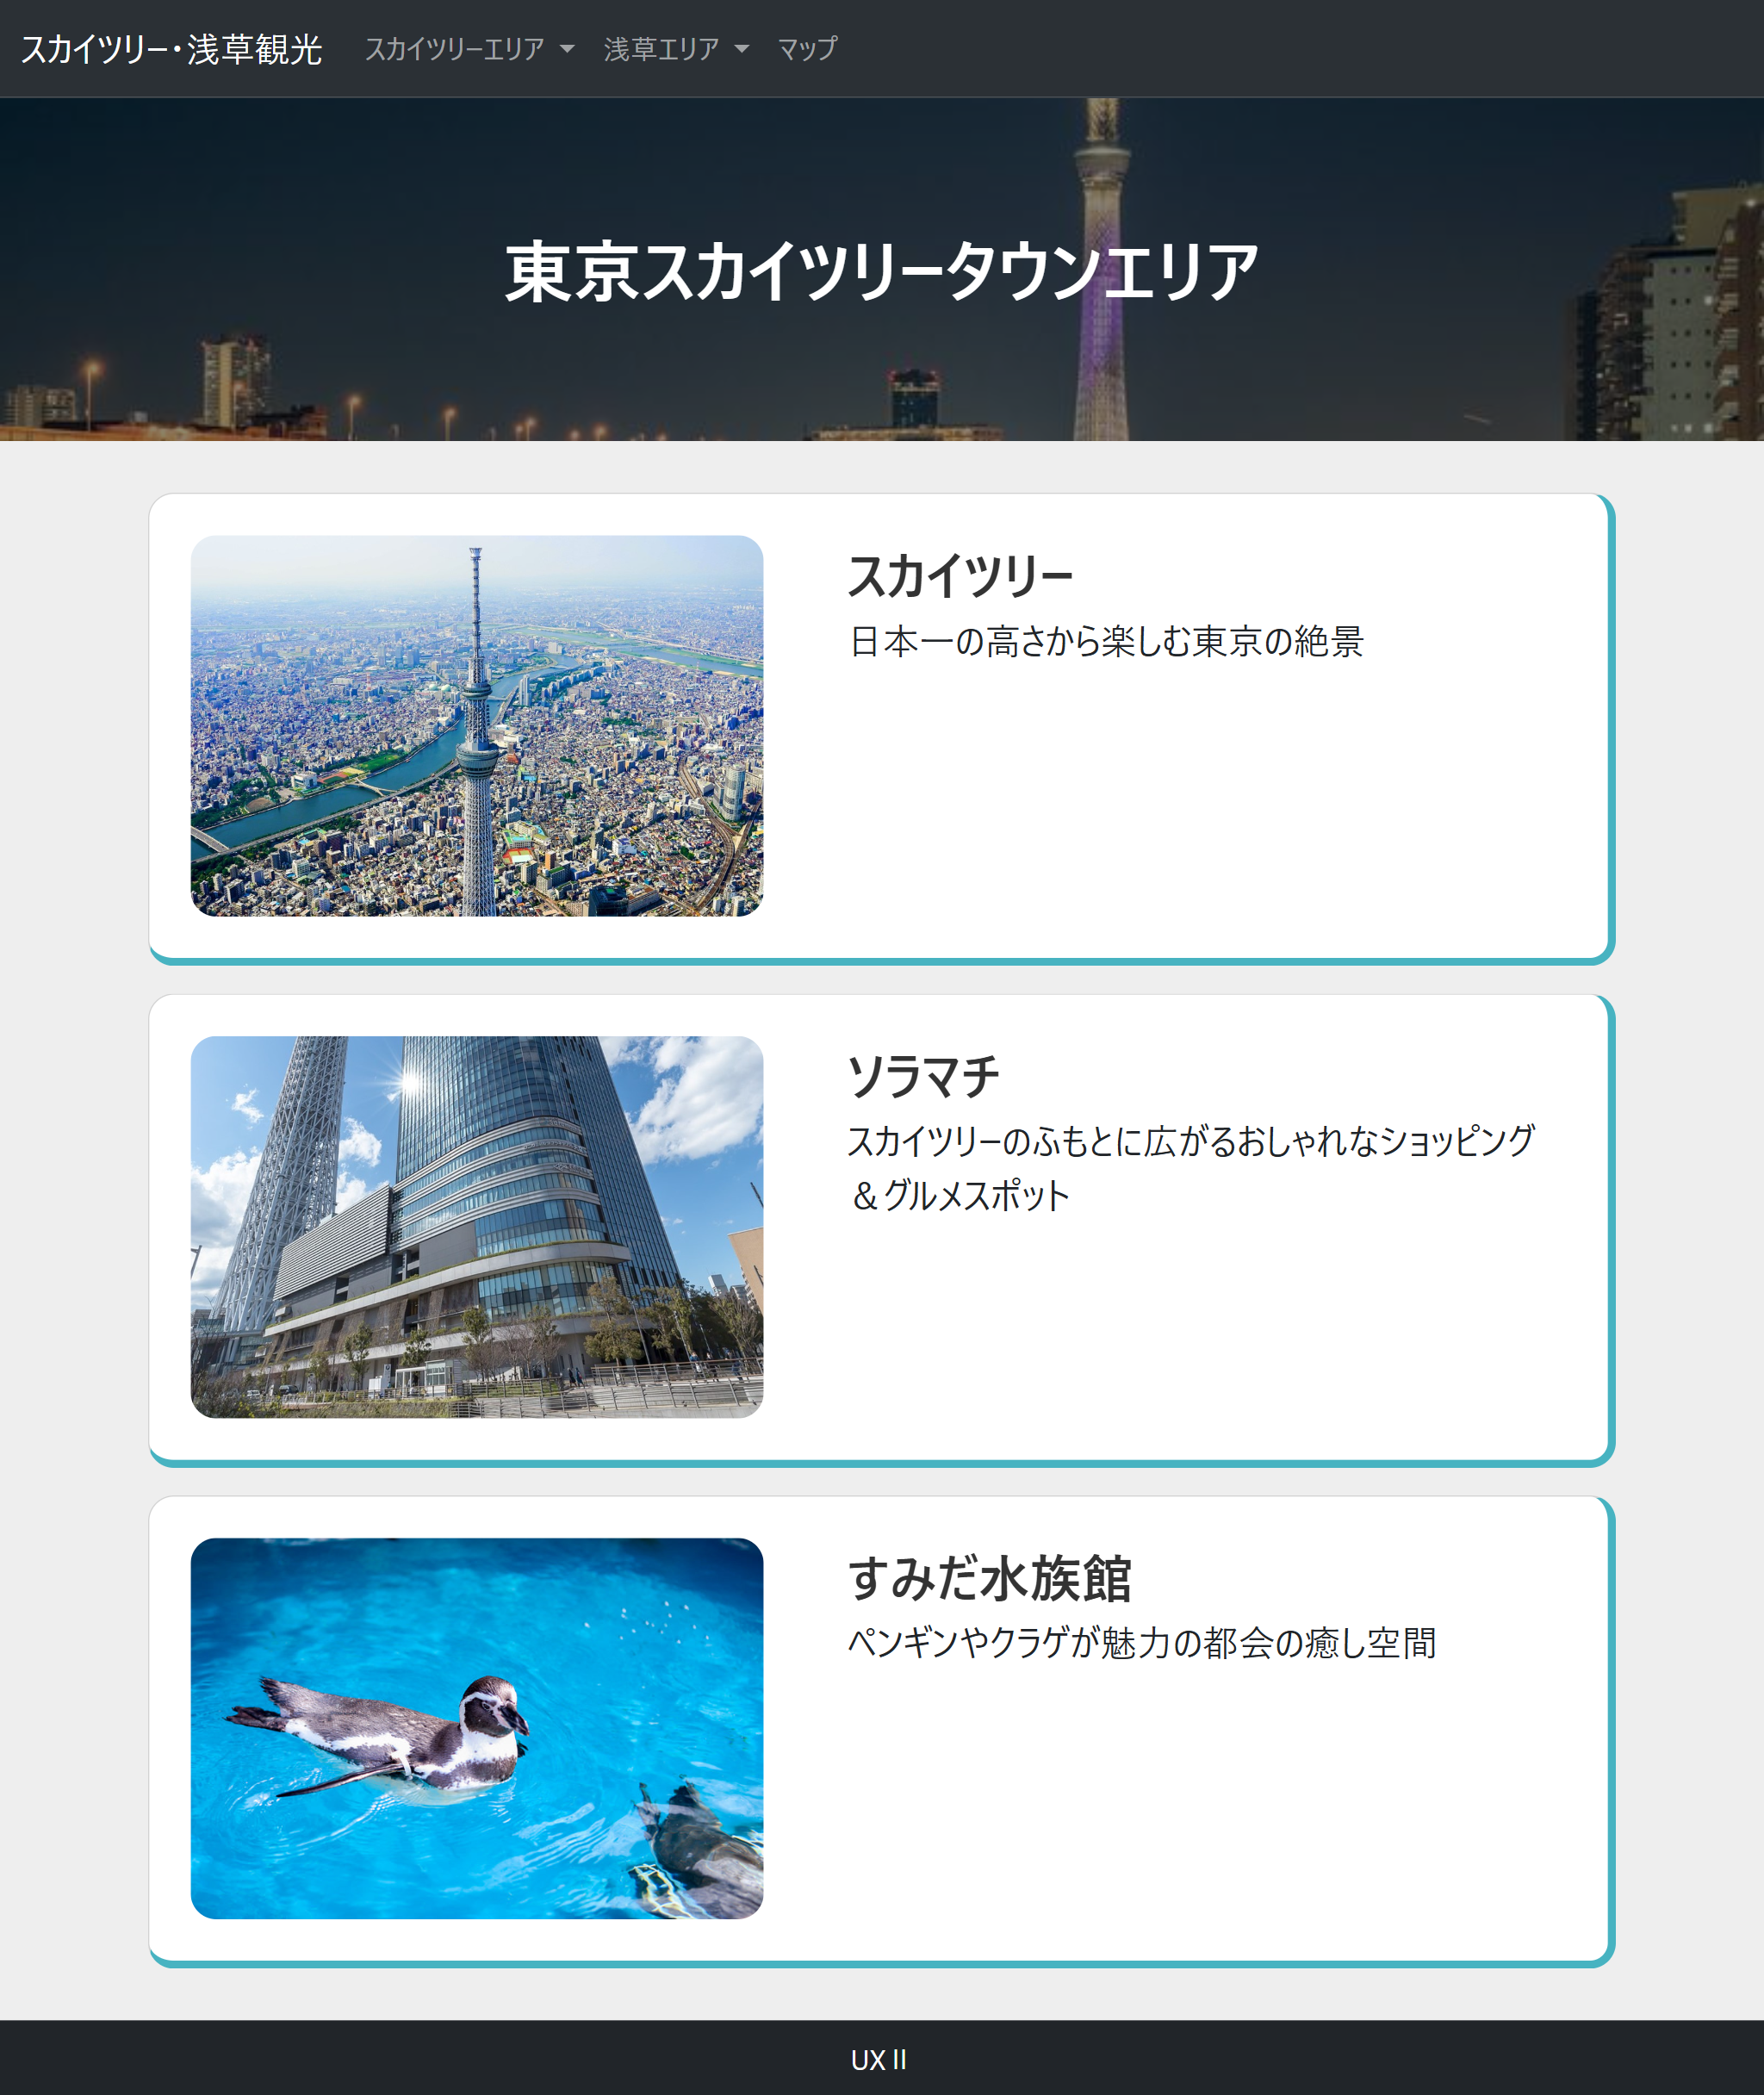 スカイツリー・浅草観光
スカイツリーエリア
浅草エリア
マップ
東京スカイツリータウンエリア
スカイツリー
日本一の高さから楽しむ東京の絶景
ソラマチ
スカイツリーのふもとに広がるおしゃれなショッピング
＆グルメスポット
すみだ水族館
ペンギンやクラゲが魅力の都会の癒し空間
UXⅡ